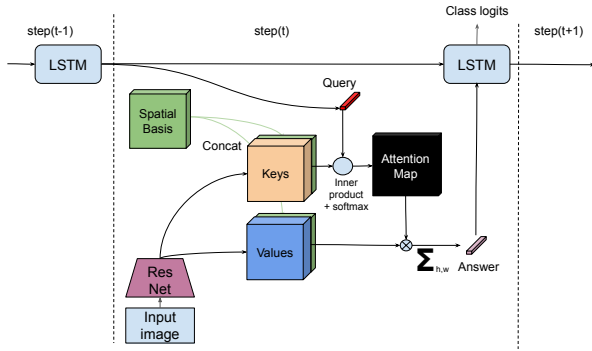 Class logits
step(t-1)
step(t)
step(t+1)
LSTM
LSTM
Query
Spatial
Basis
Concat
Keys
Attention
Map
Inner
product
+ softmax
Values
Σ h,w
Answer
Res
Net
Input
image